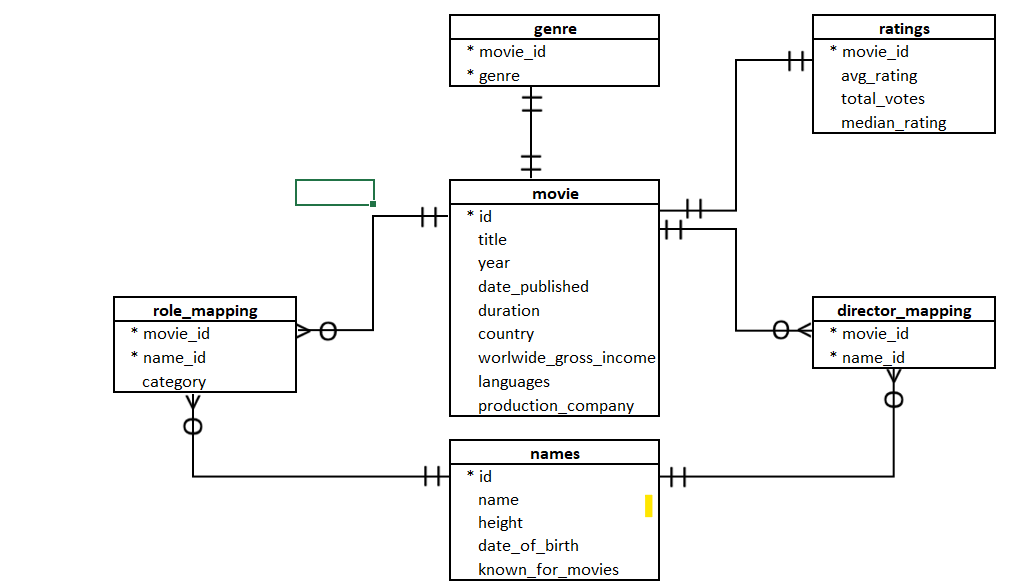 genre
* movie_id
* genre
ratings
* movie_id
avg_rating
total_votes
median_rating
movie
* id
title
year
date_published
duration
country
worlwide_gross_income
languages
production_company
role_mapping
* movie_id
* name_id
category
director_mapping
* movie_id
* name_id
names
* id
name
height
date_of_birth
known_for_movies